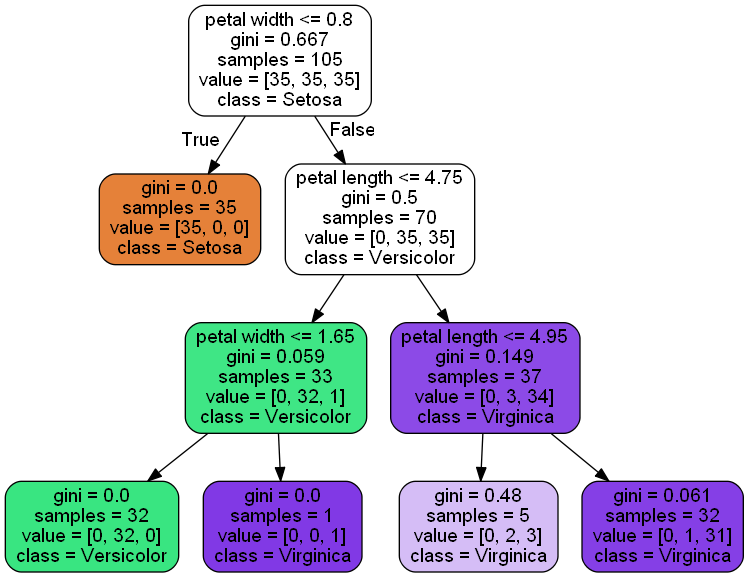 petal width <= 0.8
gini = 0.667
samples = 105
value = [35, 35, 35]
class = Setosa
True
False
gini = 0.0
samples = 35
value = [35, 0, 0]
class = Setosa
petal length <= 4.75
gini = 0.5
samples = 70
value = [0, 35, 35]
class = Versicolor
petal width <= 1.65
gini = 0.059
samples = 33
value = [0, 32, 1]
class = Versicolor
petal length <= 4.95
gini = 0.149
samples = 37
value = [0, 3, 34]
class = Virginica
gini = 0.0
samples = 32
value = [0, 32, 0]
class = Versicolor
gini = 0.0
samples = 1
value = [0, 0, 1]
class = Virginica
gini = 0.48
samples = 5
value = [0, 2, 3]
class = Virginica
gini = 0.061
samples = 32
value = [0, 1, 31]
class = Virginica